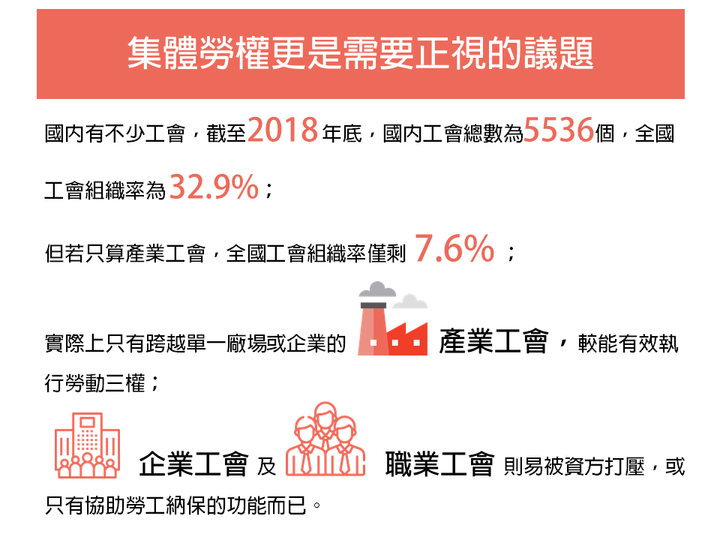 集體勞權更是需要正視的議題
國內有不少工會，截至2018年底，國內工會總數為5536個，全國
工會組織率為32.9%；
但若只算產業工會，全國工會組織率僅剩 7.6% ；
實際上只有跨越單一廠場或企業的 產業工會，較能有效執
行勞動三權；
企業工會 及 職業工會 則易被資方打壓，或
只有協助勞工納保的功能而已。